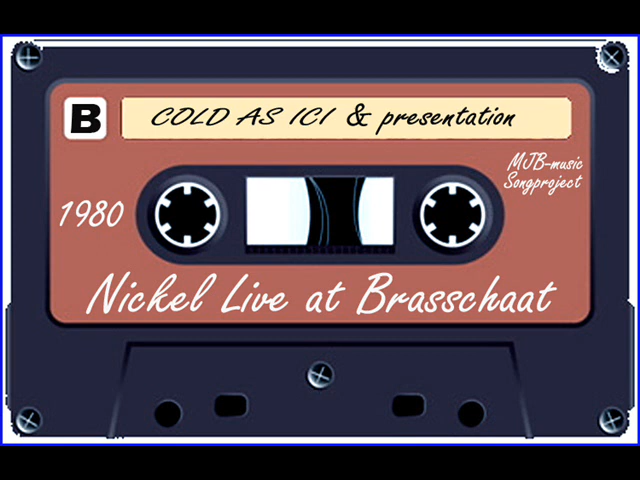 B
COLD AS ICI & presentation
MJB-music
Songproject
1980
Nickel Live at Brasschaat